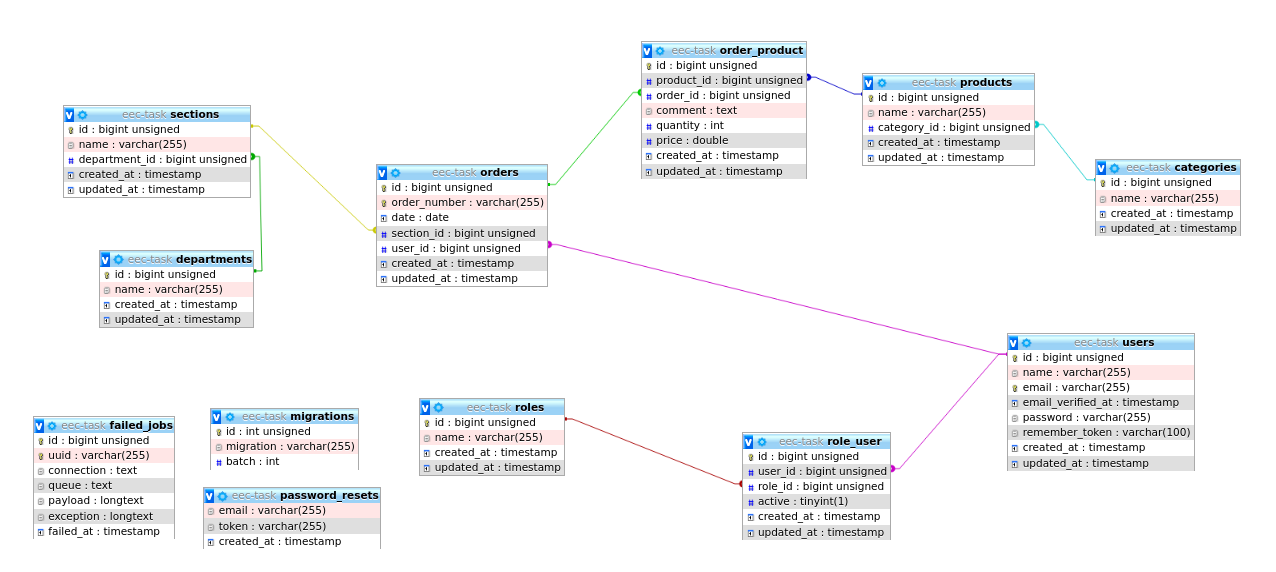 v eec-task order_product
id : bigint unsigned
product_id : bigint unsigned
order_id : bigint unsigned
comment : text
quantity : int
price : double
created_at : timestamp
updated_at : timestamp
v eec-task products
id : bigint unsigned
name : varchar(255)
category_id : bigint unsigned
created_at : timestamp
updated_at : timestamp
v eec-task sections
id : bigint unsigned
name : varchar(255)
department_id : bigint unsigned
created_at : timestamp
updated_at : timestamp
v eec-task orders
id : bigint unsigned
order_number : varchar(255)
date : date
section_id : bigint unsigned
user_id : bigint unsigned
created_at : timestamp
updated_at : timestamp
v eec-task categories
id : bigint unsigned
name : varchar(255)
created_at : timestamp
updated_at : timestamp
v eec-task departments
id : bigint unsigned
name : varchar(255)
created_at : timestamp
updated_at : timestamp
v eec-task users
id : bigint unsigned
name : varchar(255)
email : varchar(255)
email_verified_at : timestamp
password : varchar(255)
remember_token : varchar(100)
created_at : timestamp
updated_at : timestamp
v eec-task failed_jobs
id : bigint unsigned
uuid : varchar(255)
connection : text
queue : text
payload : longtext
exception : longtext
failed_at : timestamp
v eec-task migrations
id : int unsigned
migration : varchar(255)
batch : int
v eec-task password_resets
email : varchar(255)
token : varchar(255)
created_at : timestamp
v eec-task roles
id : bigint unsigned
name : varchar(255)
created_at : timestamp
updated_at : timestamp
v eec-task role_user
id : bigint unsigned
user_id : bigint unsigned
role_id : bigint unsigned
active : tinyint(1)
created_at : timestamp
updated_at : timestamp